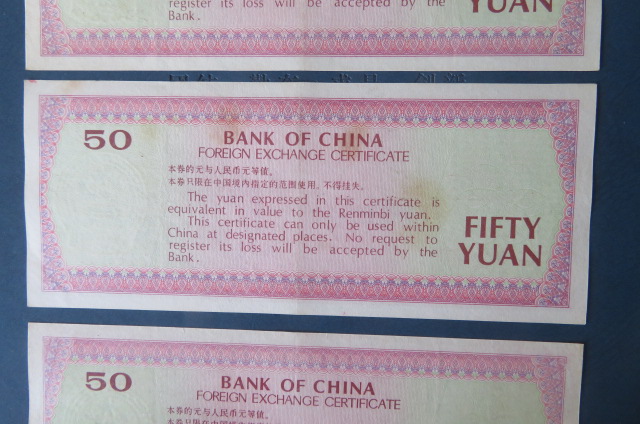 register its loss will be accepted by the
Bank.
YUAN
50
BANK OF CHINA
FOREIGN EXCHANGE CERTIFICATE
本券的元与人民币元等值。
本券只限在中国境内指定的范围使用，不得挂失。
The yuan expressed in this certificate is
equivalent in value to the Renminbi yuan.
This certificate can only be used within
China at designated places. No request to
register its loss will be accepted by the
Bank.
FIFTY
YUAN
50
BANK OF CHINA
FOREIGN EXCHANGE CERTIFICATE
本券的元与人民币元等值。